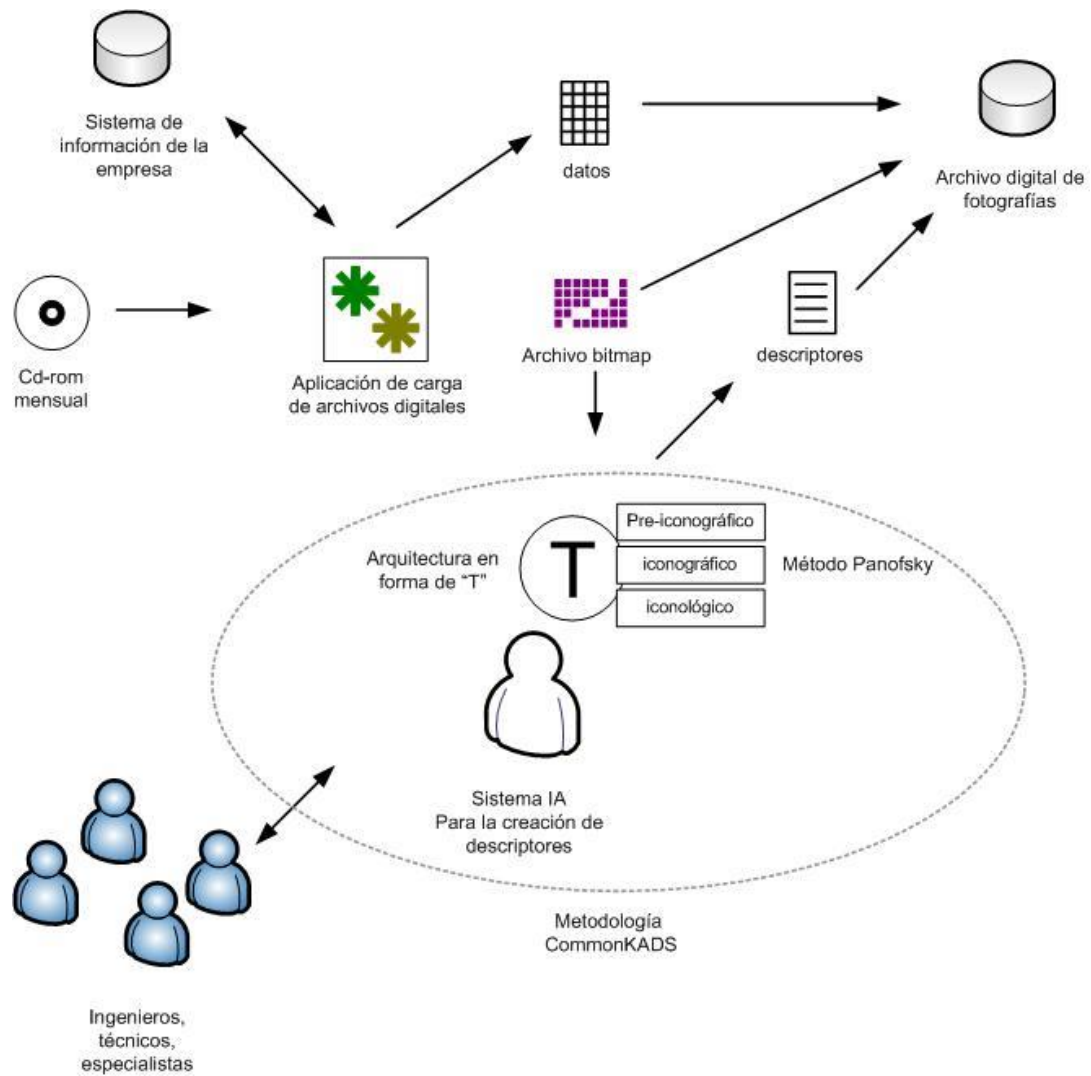 Sistema de
información de la
empresa
datos
Archivo digital de
fotografías
Cd-rom
mensual
Aplicación de carga
de archivos digitales
Archivo bitmap
descriptores
Arquitectura en
forma de “T”
T
Pre-iconográfico
iconográfico
iconológico
Método Panofsky
Sistema IA
Para la creación de
descriptores
Metodología
CommonKADS
Ingenieros,
técnicos,
especialistas